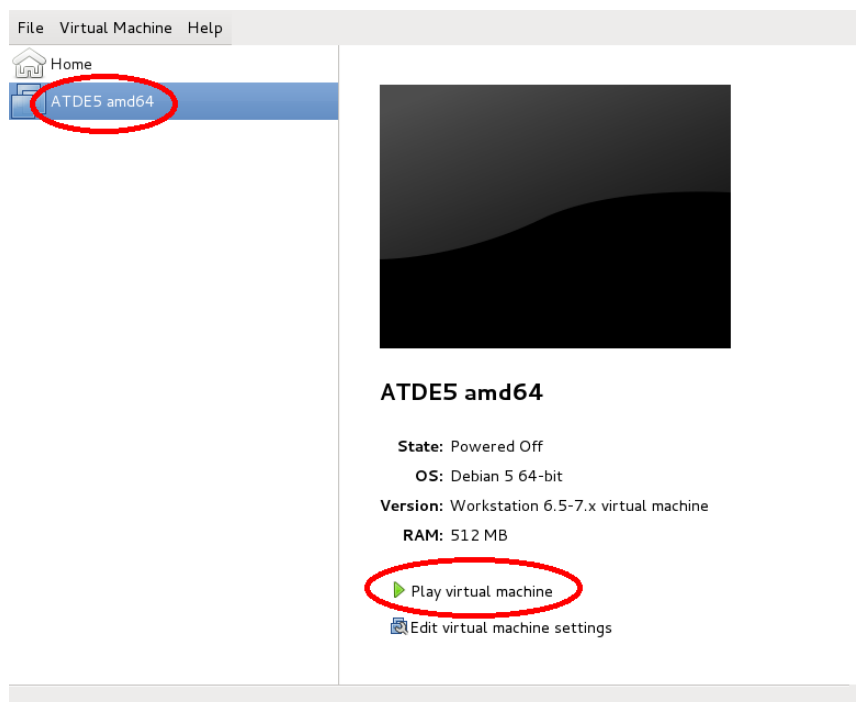 File Virtual Machine Help
Home
ATDE5 amd64
ATDE5 amd64
State: Powered Off
OS: Debian 5 64-bit
Version: Workstation 6.5-7.x virtual machine
RAM: 512 MB
Play virtual machine
Edit virtual machine settings